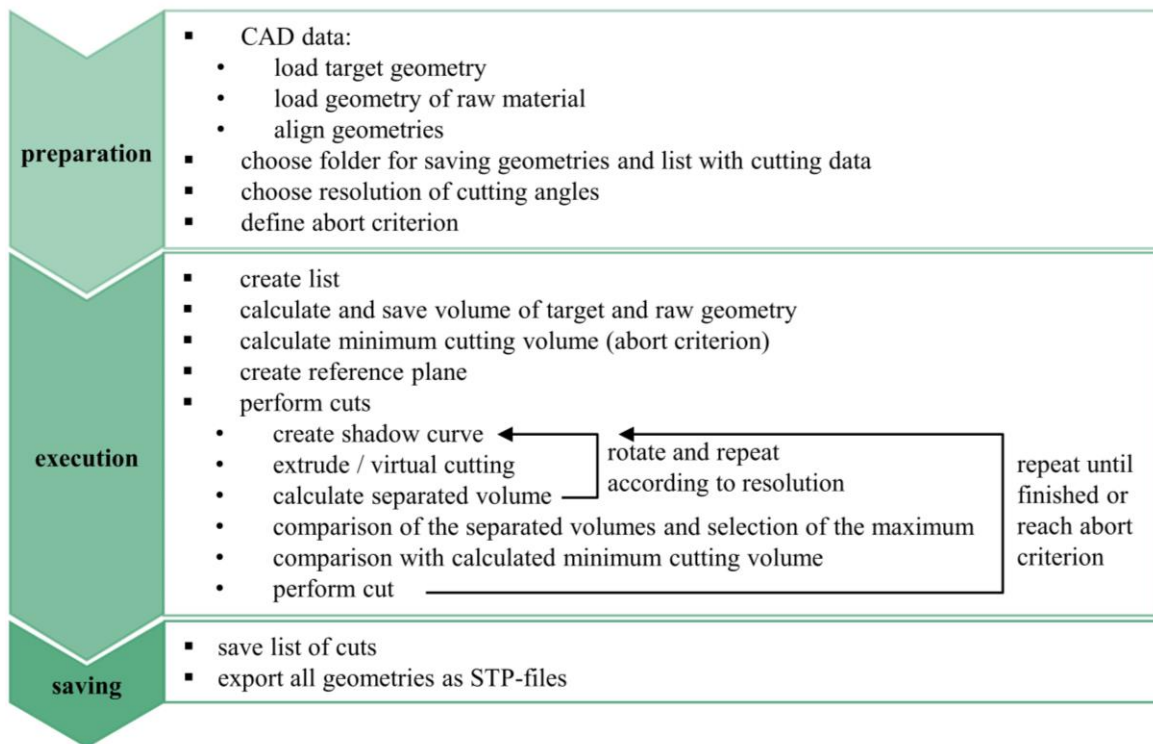 preparation
▪ CAD data:
• load target geometry
• load geometry of raw material
• align geometries
▪ choose folder for saving geometries and list with cutting data
▪ choose resolution of cutting angles
▪ define abort criterion
execution
▪ create list
▪ calculate and save volume of target and raw geometry
▪ calculate minimum cutting volume (abort criterion)
▪ create reference plane
▪ perform cuts
• create shadow curve
• extrude / virtual cutting
• calculate separated volume
rotate and repeat
according to resolution
• comparison of the separated volumes and selection of the maximum
• comparison with calculated minimum cutting volume
• perform cut
repeat until
finished or
reach abort
criterion
saving
▪ save list of cuts
▪ export all geometries as STP-files